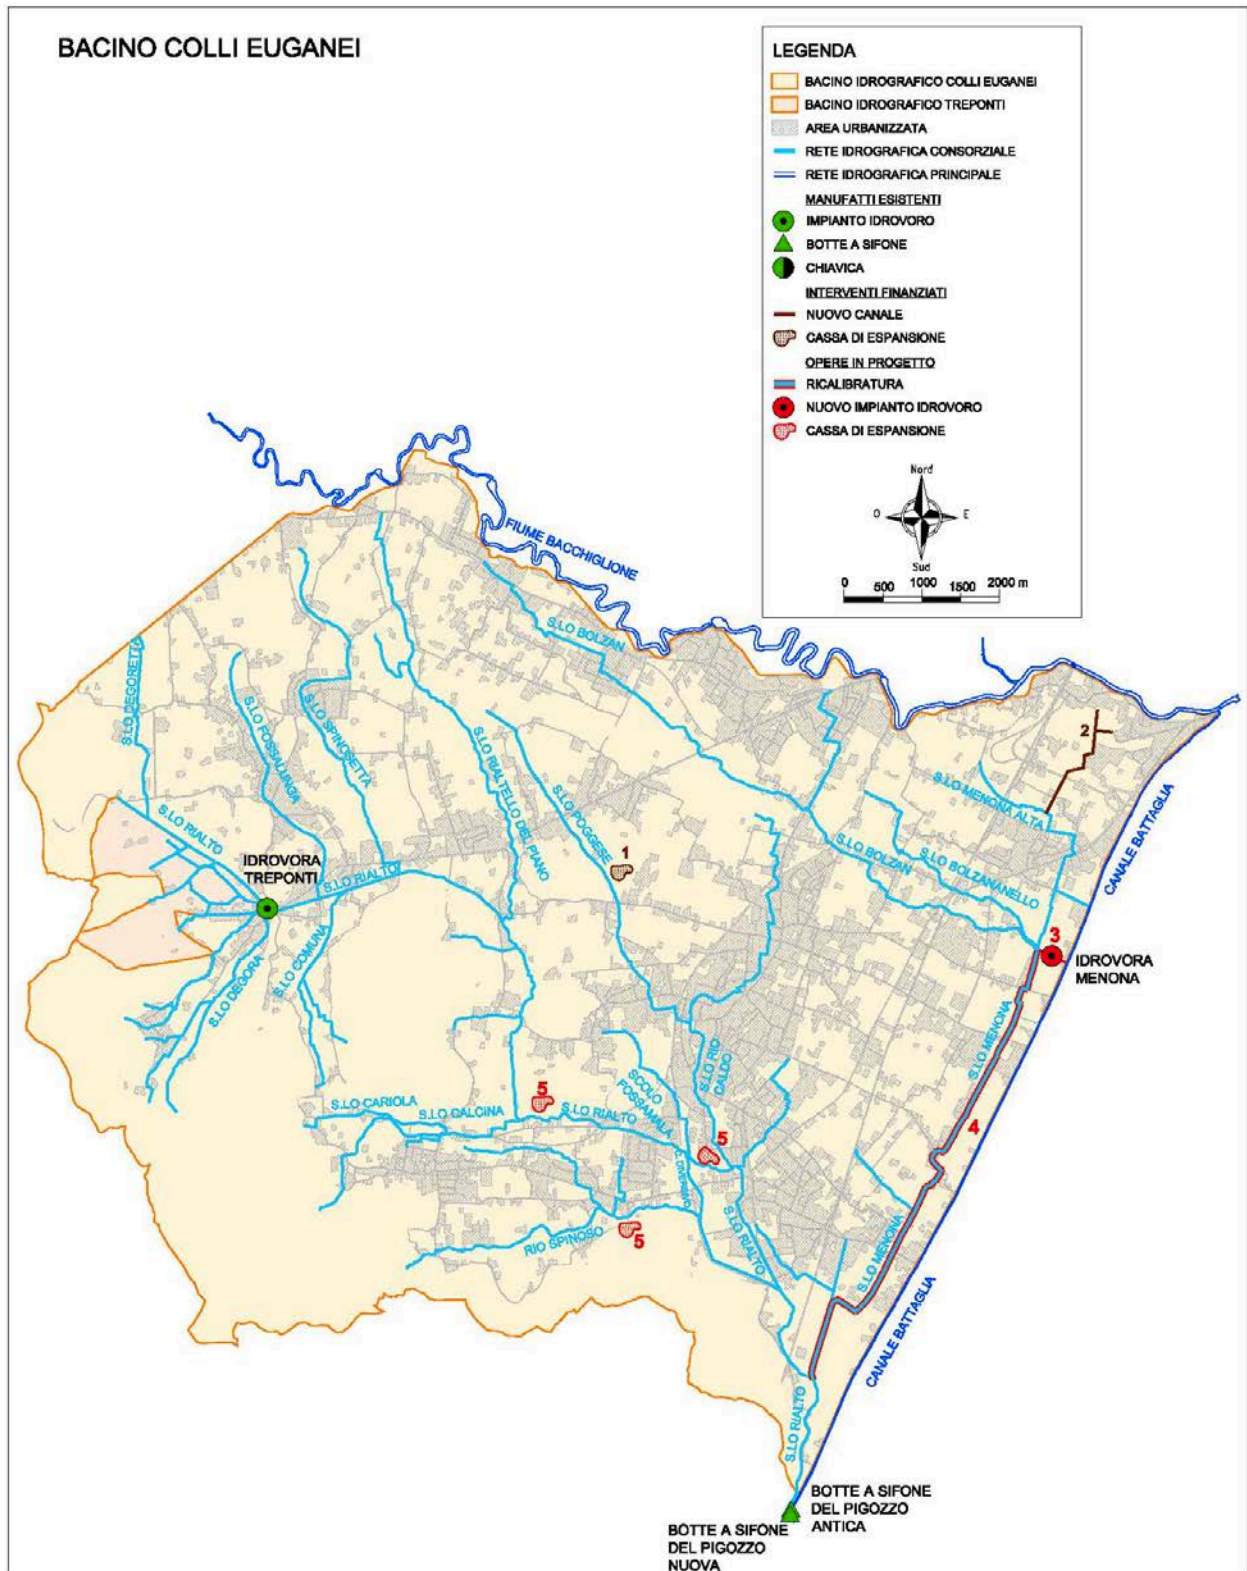 BACINO COLLI EUGANEI
LEGENDA
BACINO IDROGRAFICO COLLI EUGANEI
BACINO IDROGRAFICO TREPONTI
AREA URBANIZZATA
RETE IDROGRAFICA CONSORZIALE
RETE IDROGRAFICA PRINCIPALE
MANUFATTI ESISTENTI
IMPIANTO IDROVORO
BOTTE A SIFONE
CHIAVICA
INTERVENTI FINANZIATI
NUOVO CANALE
CASSA DI ESPANSIONE
OPERE IN PROGETTO
RICALIBRATURA
NUOVO IMPIANTO IDROVORO
CASSA DI ESPANSIONE
Nord
O
E
Sud
0 500 1000 1500 2000 m
FIUME BACCHIGLIONE
S.LO BOLZAN
S.LO DEGORETTA
S.LO FOSSALUNGA
S.LO SPINOSETTA
S.LO RIALTELLO DEL PIANO
S.LO POGGESE
2
S.LO MENONA ALTA
CANALE BATTAGLIA
S.LO RIALTO
IDROVORA
TREPONTI
S.LO RIALTO
1
S.LO BOLZAN
S.LO BOLZANANELLO
3
IDROVORA
MENONA
S.LO COMUNA
S.LO DEGORA
S.LO MENONA
S.LO RIO
CALDO
SCOLO
FOSSAMALA
5
S.LO CARIOLA
S.LO CALCINA
S.LO RIALTO
5
4
C. DIVERSIVO
RIO SPINOSO
5
S.LO RIALTO
S.LO MENONA
CANALE BATTAGLIA
S.LO RIALTO
BOTTE A SIFONE
DEL PIGOZZO
ANTICA
BOTTE A SIFONE
DEL PIGOZZO
NUOVA